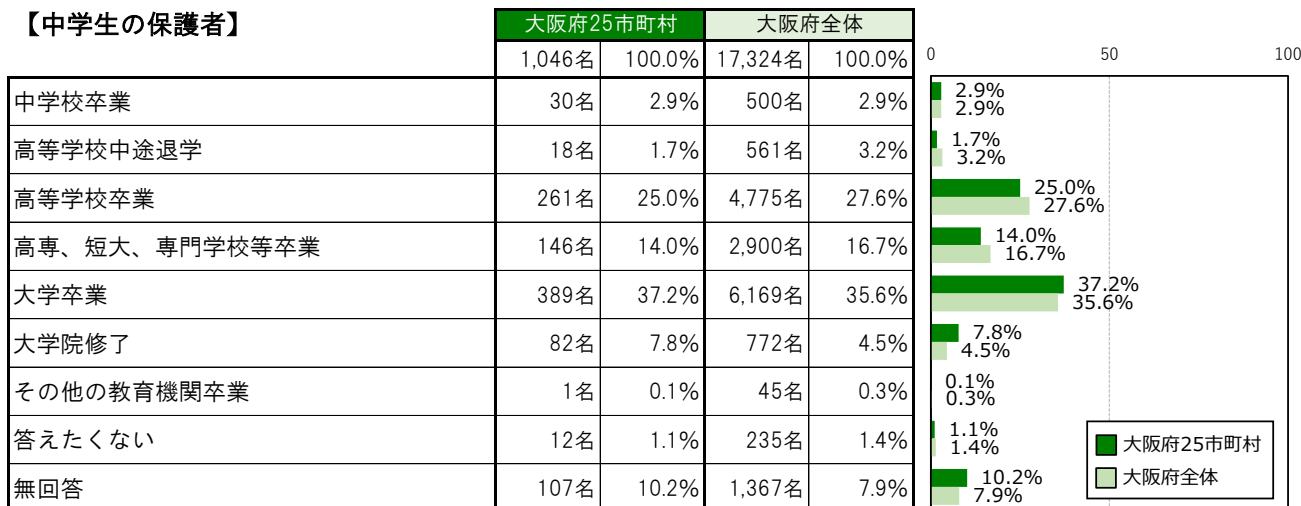 【中学生の保護者】
大阪府25市町村 大阪府全体
1,046名 100.0% 17,324名 100.0%
中学校卒業 30名 2.9% 500名 2.9%
高等学校中途退学 18名 1.7% 561名 3.2%
高等学校卒業 261名 25.0% 4,775名 27.6%
高専、短大、専門学校等卒業 146名 14.0% 2,900名 16.7%
大学卒業 389名 37.2% 6,169名 35.6%
大学院修了 82名 7.8% 772名 4.5%
その他の教育機関卒業 1名 0.1% 45名 0.3%
答えたくない 12名 1.1% 235名 1.4%
無回答 107名 10.2% 1,367名 7.9%
0 50 100
2.9%
2.9%
1.7%
3.2%
25.0%
27.6%
14.0%
16.7%
37.2%
35.6%
7.8%
4.5%
0.1%
0.3%
1.1%
1.4%
10.2%
7.9%
大阪府25市町村
大阪府全体